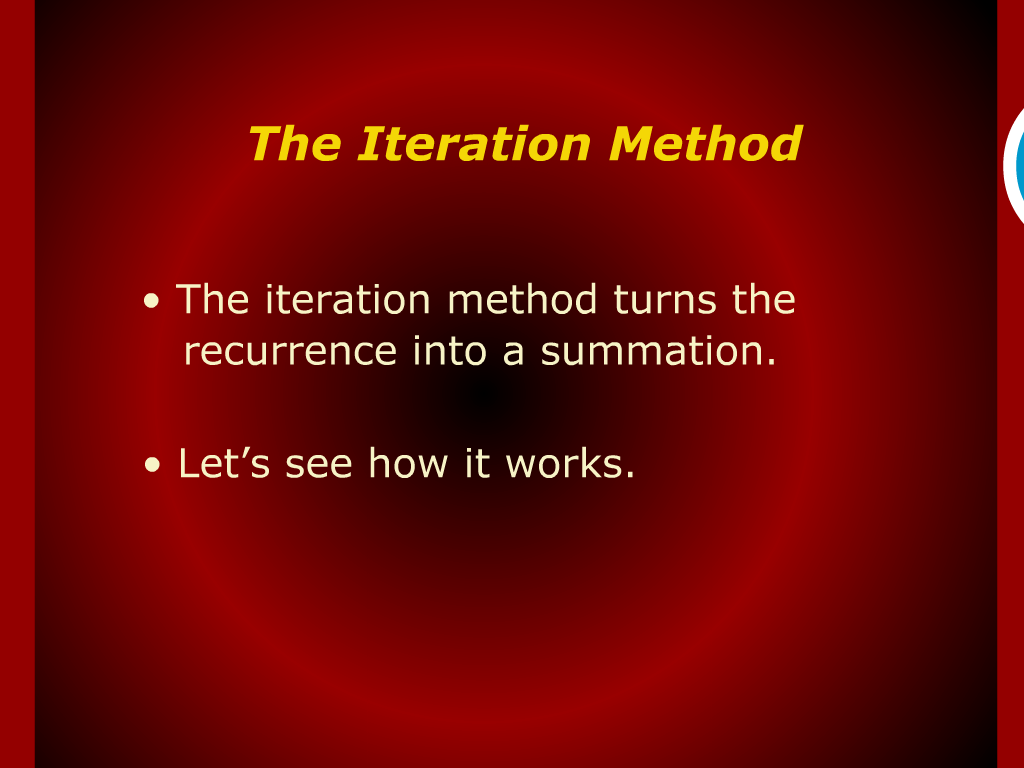 The Iteration Method
• The iteration method turns the
recurrence into a summation.
• Let’s see how it works.